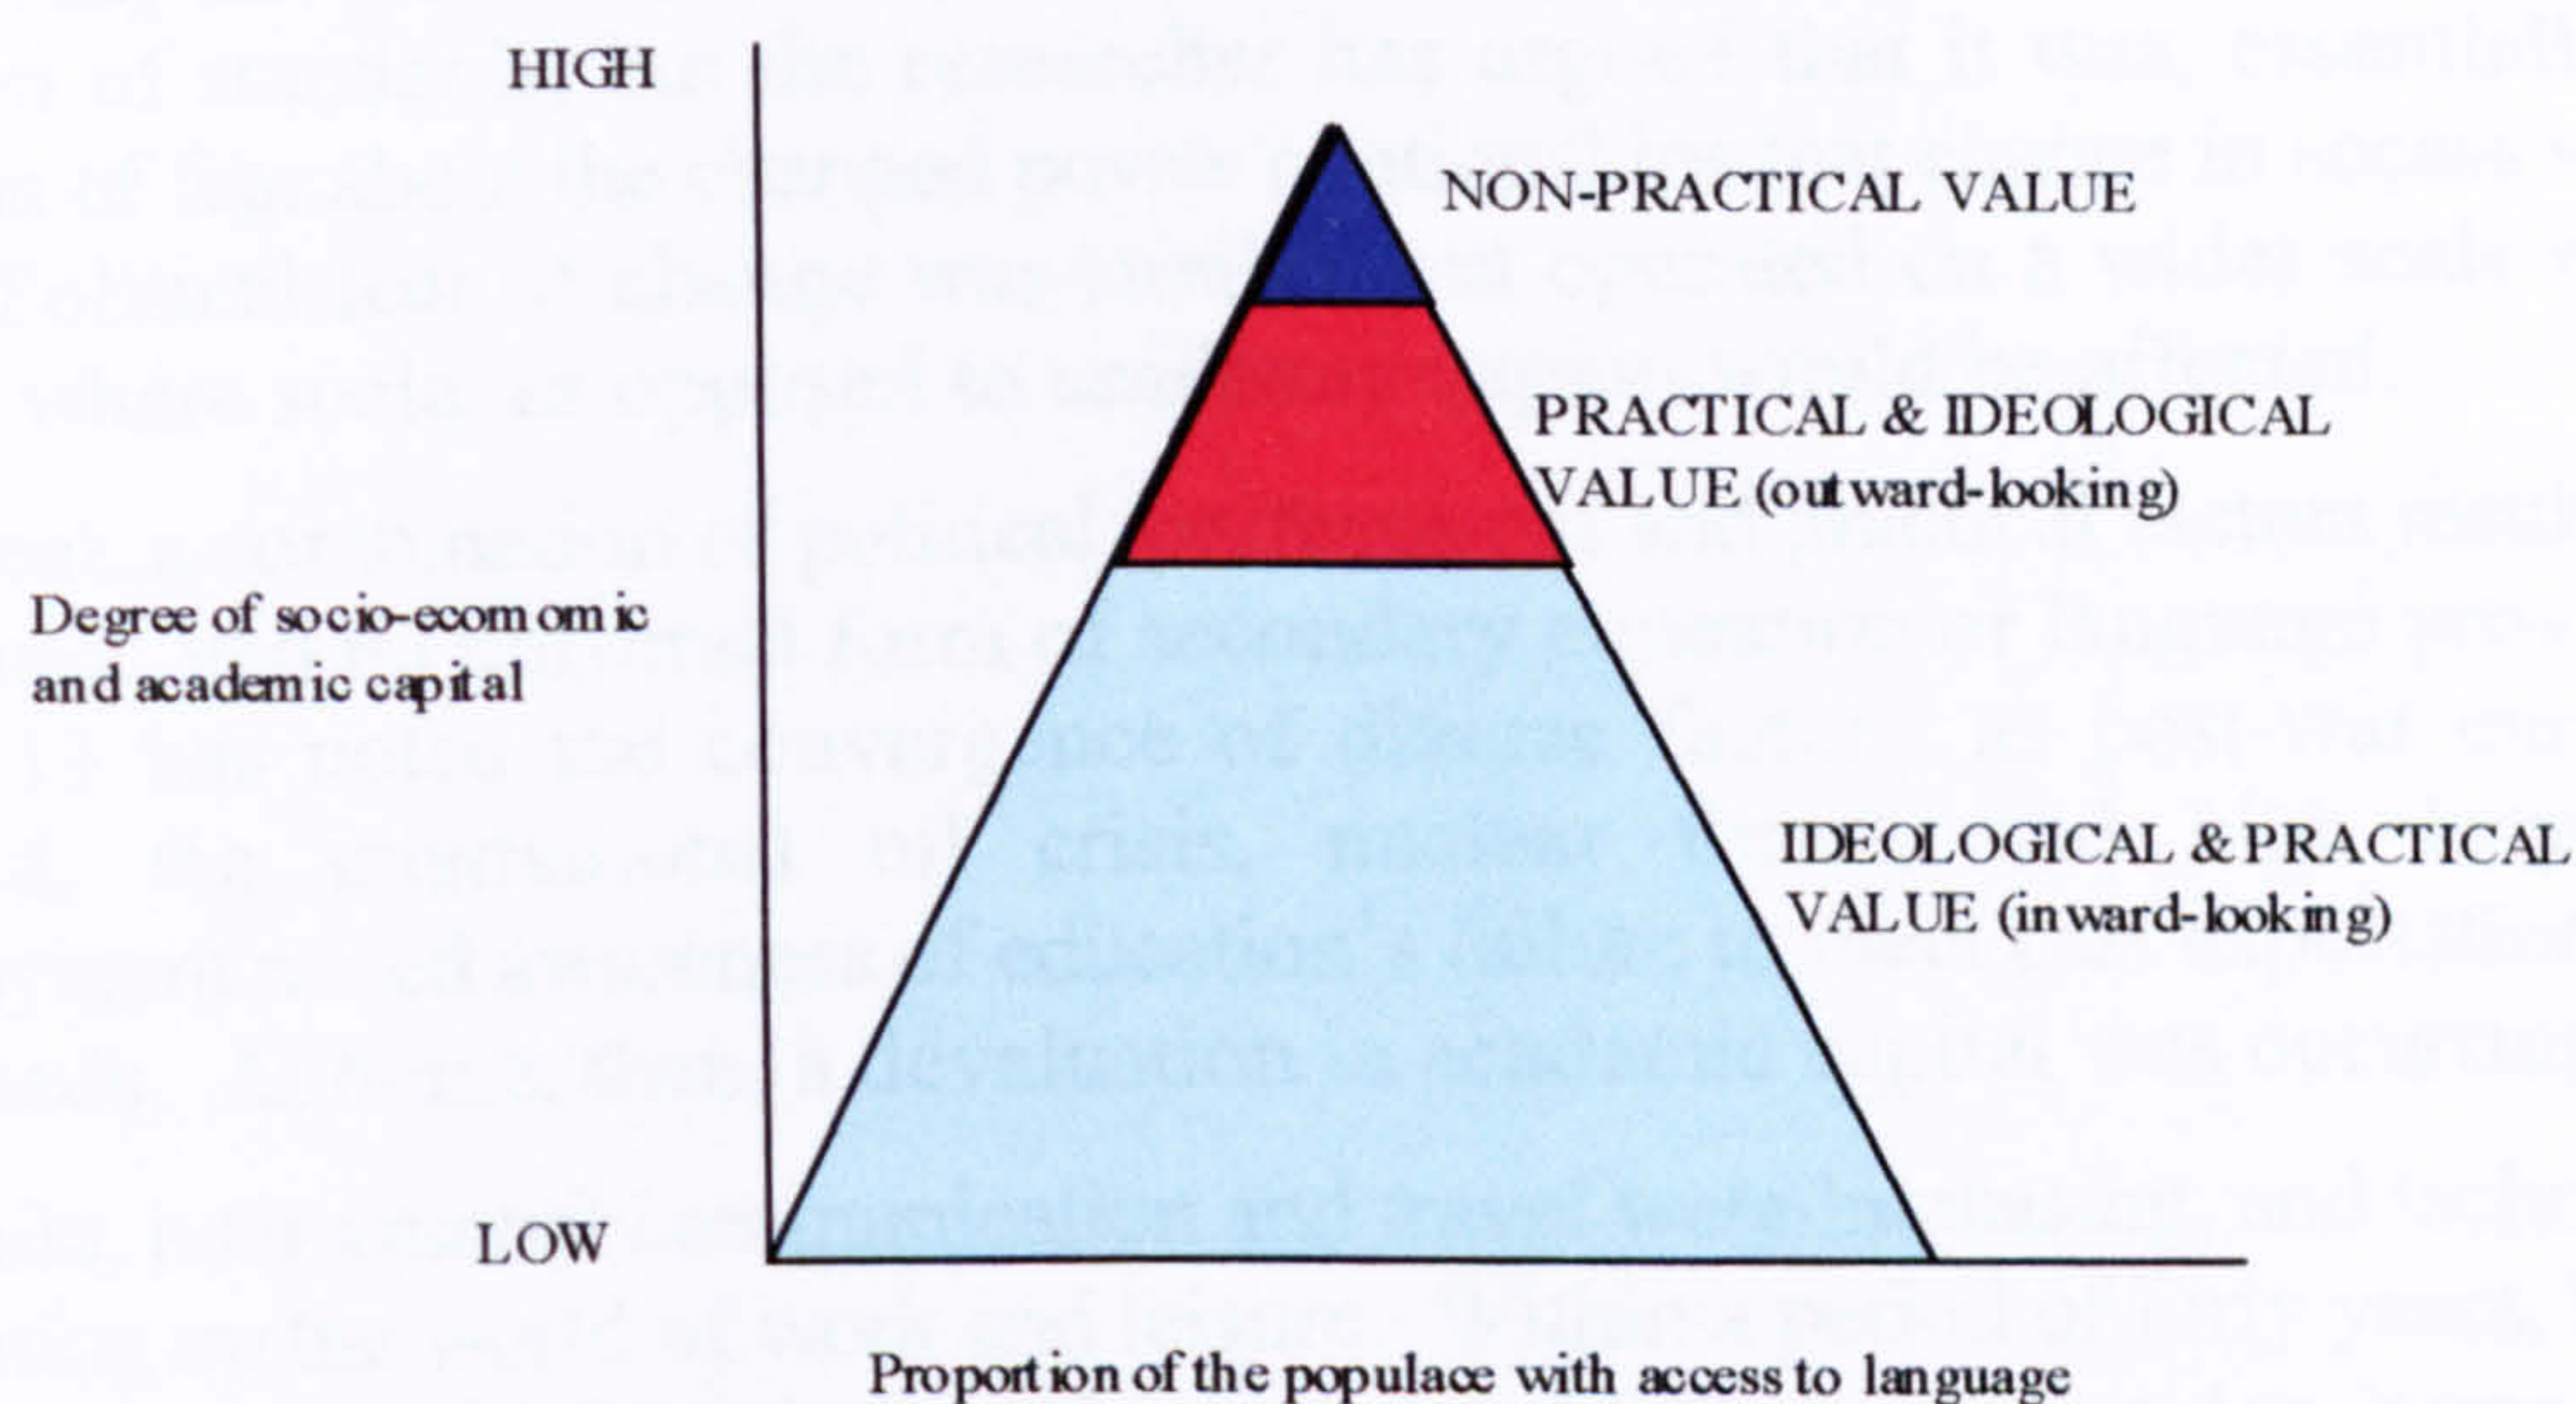 HIGH
NON-PRACTICAL VALUE
PRACTICAL & IDEOLOGICAL
VALUE (outward-looking)
Degree of socio-ecomomic
and academic capital
IDEOLOGICAL & PRACTICAL
VALUE (inward-looking)
LOW
Proportion of the populace with access to language